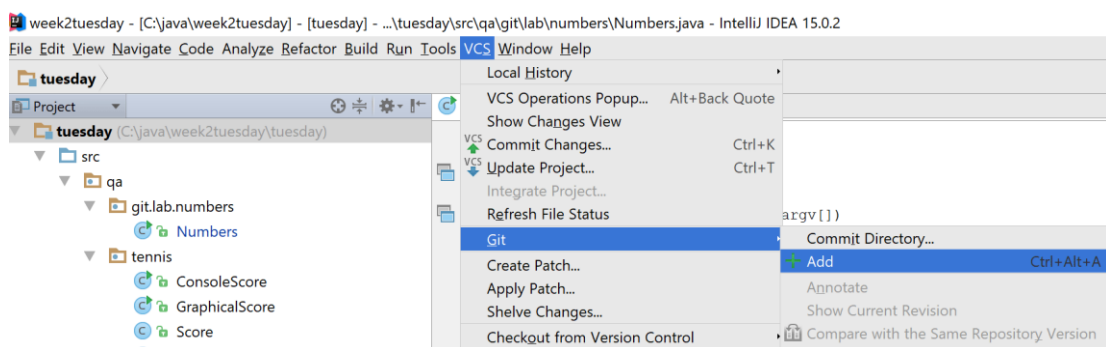 week2tuesday - [C:\java\week2tuesday\tuesday] - [tuesday] - ...\tuesday\src\qa\git\lab\numbers\Numbers.java - IntelliJ IDEA 15.0.2
File Edit View Navigate Code Analyze Refactor Build Run Tools VCS Window Help
tuesday
Local History
Project
VCS Operations Popup... Alt+Back Quote
tuesday (C:\java\week2tuesday\tuesday)
Show Changes View
src
VCS Commit Changes... Ctrl+K
qa
VCS Update Project... Ctrl+T
Integrate Project...
git.lab.numbers
Refresh File Status
argv[])
Numbers
Git
Commit Directory...
tennis
Create Patch...
Add Ctrl+Alt+A
ConsoleScore
Apply Patch...
Annotate
GraphicalScore
Shelve Changes...
Show Current Revision
Score
Checkout from Version Control
Compare with the Same Repository Version